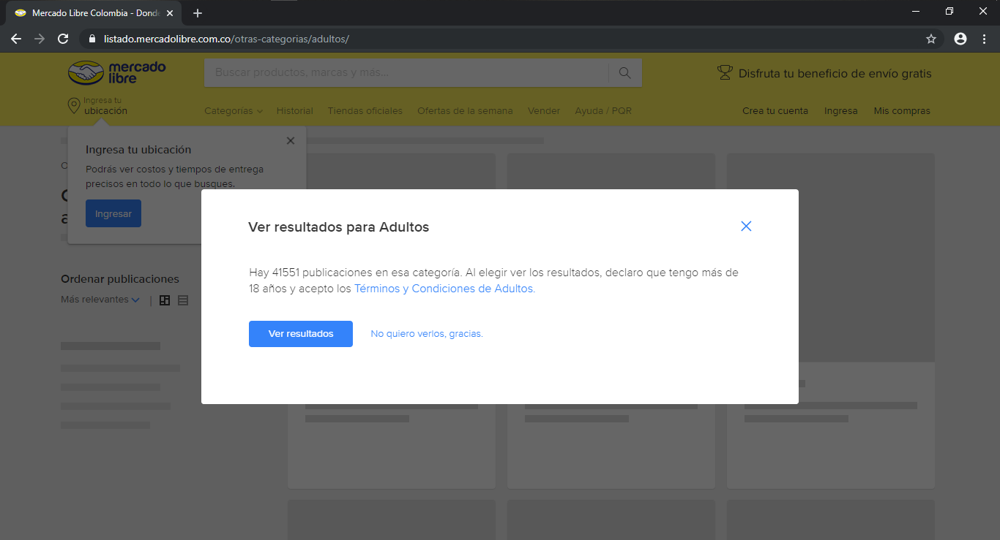 Mercado Libre Colombia - Donde
listado.mercadolibre.com.co/otras-categorias/adultos/
mercado
libre
Buscar productos, marcas y más...
Disfruta tu beneficio de envío gratis
Ingresa tu
ubicación
Categorías
Historial
Tiendas oficiales
Ofertas de la semana
Vender
Ayuda / PQR
Crea tu cuenta
Ingresa
Mis compras
Ingresa tu ubicación
Podrás ver costos y tiempos de entrega
precisos en todo lo que busques.
Ingresar
Ver resultados para Adultos
Hay 41551 publicaciones en esa categoría. Al elegir ver los resultados, declaro que tengo más de
18 años y acepto los Términos y Condiciones de Adultos.
Ver resultados
No quiero verlos, gracias.
Ordenar publicaciones
Más relevantes